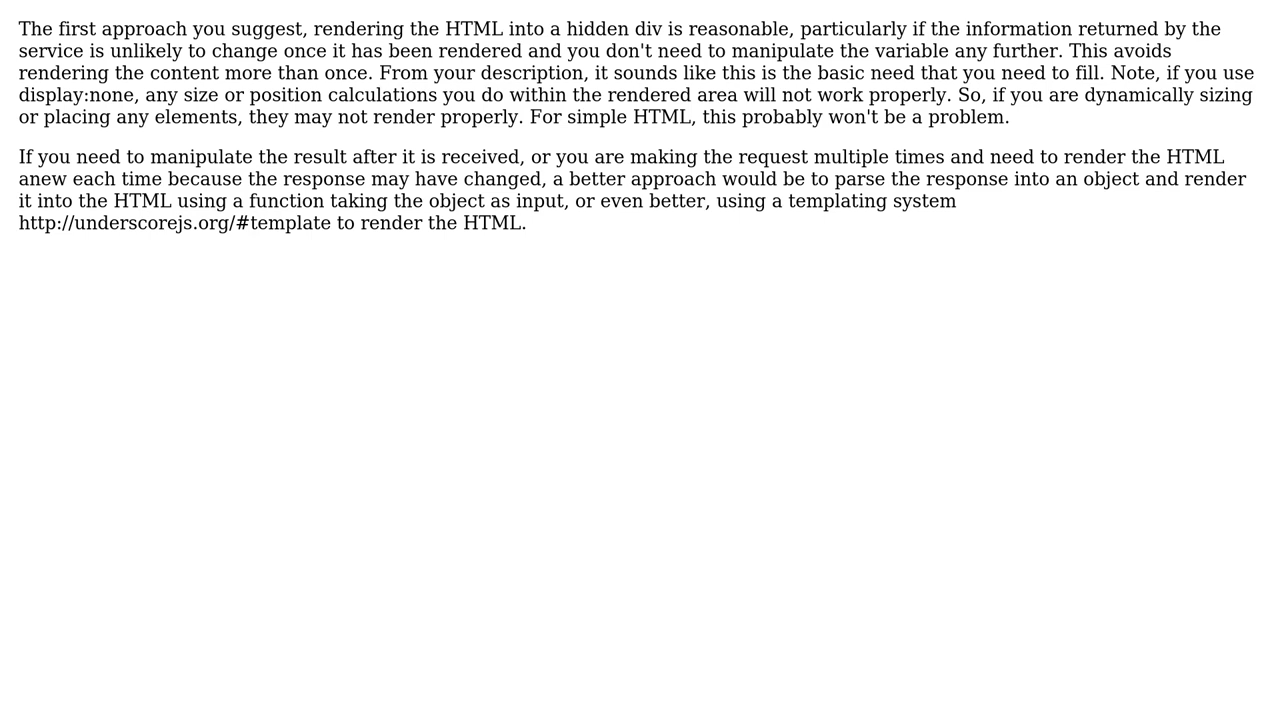 The first approach you suggest, rendering the HTML into a hidden div is reasonable, particularly if the information returned by the
service is unlikely to change once it has been rendered and you don't need to manipulate the variable any further. This avoids
rendering the content more than once. From your description, it sounds like this is the basic need that you need to fill. Note, if you use
display:none, any size or position calculations you do within the rendered area will not work properly. So, if you are dynamically sizing
or placing any elements, they may not render properly. For simple HTML, this probably won't be a problem.
If you need to manipulate the result after it is received, or you are making the request multiple times and need to render the HTML
anew each time because the response may have changed, a better approach would be to parse the response into an object and render
it into the HTML using a function taking the object as input, or even better, using a templating system
http://underscorejs.org/#template to render the HTML.